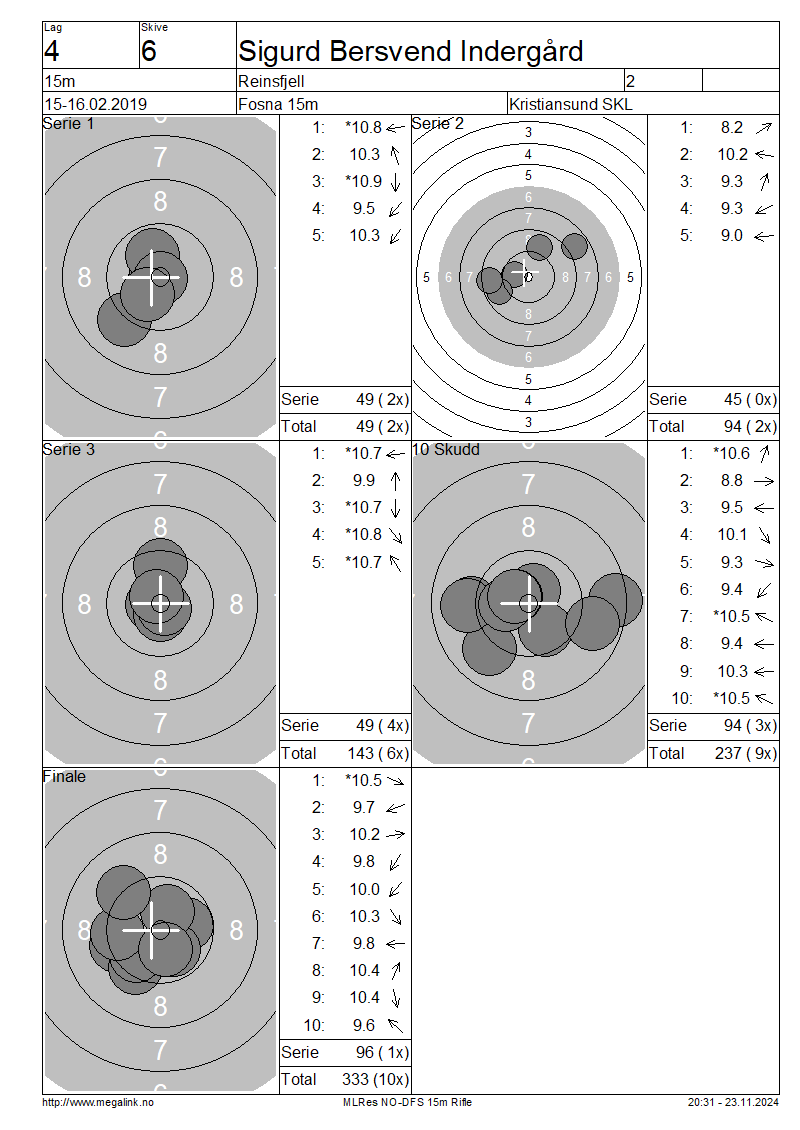 Lag
Skive
4
6
Sigurd Bersvend Indergård
15m
Reinsfjell
2
15-16.02.2019
Fosna 15m
Kristiansund SKL
Serie 1
7
8
8
8
8
7
1: *10.8
2: 10.3
3: *10.9
4: 9.5
5: 10.3
Serie 49 ( 2x)
Total 49 ( 2x)
Serie 2
3
4
5
6
7
8
5 6 7 8 7 6 5
8
7
6
5
4
3
1: 8.2
2: 10.2
3: 9.3
4: 9.3
5: 9.0
Serie 45 ( 0x)
Total 94 ( 2x)
Serie 3
7
8
8
8
8
7
6
1: *10.7
2: 9.9
3: *10.7
4: *10.8
5: *10.7
Serie 49 ( 4x)
Total 143 ( 6x)
10 Skudd
7
8
8
7
6
1: *10.6
2: 8.8
3: 9.5
4: 10.1
5: 9.3
6: 9.4
7: *10.5
8: 9.4
9: 10.3
10: *10.5
Serie 94 ( 3x)
Total 237 ( 9x)
Finale
7
8
8
8
8
7
6
1: *10.5
2: 9.7
3: 10.2
4: 9.8
5: 10.0
6: 10.3
7: 9.8
8: 10.4
9: 10.4
10: 9.6
Serie 96 ( 1x)
Total 333 (10x)
http://www.megalink.no
MLRes NO-DFS 15m Rifle
20:31 - 23.11.2024